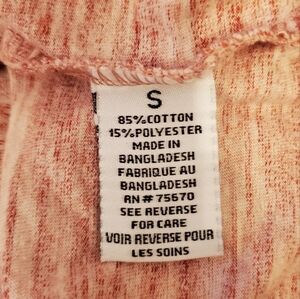 S
85%COTTON
15%POLYESTER
MADE IN
BANGLADESH
FABRIQUE AU
BANGLADESH
RN # 75670
SEE REVERSE
FOR CARE
VOIR REVERSE POUR
LES SOINS